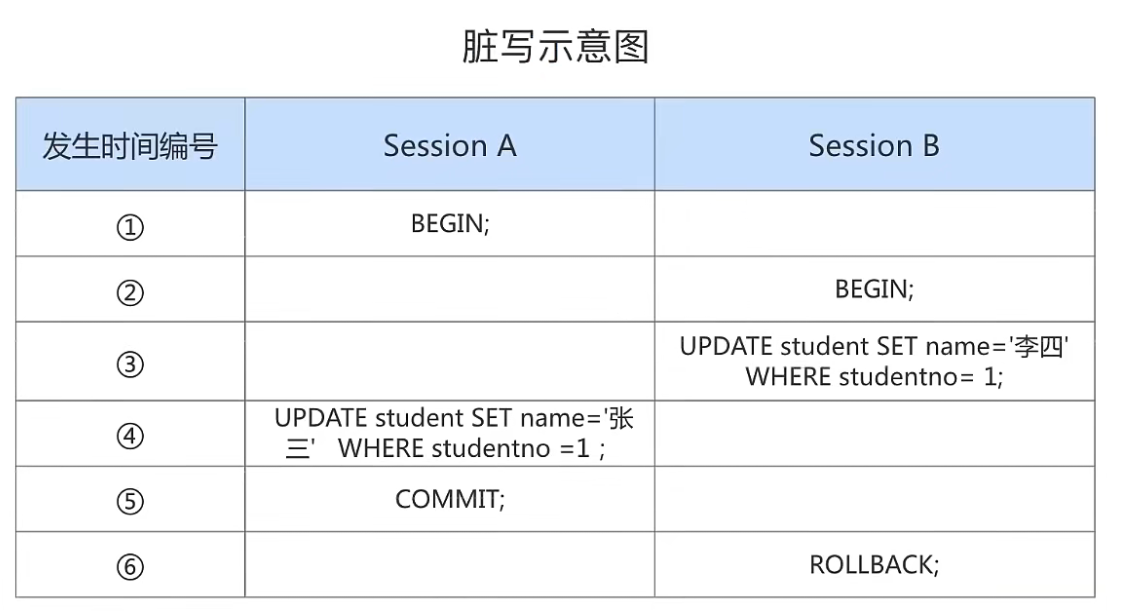 脏写示意图
发生时间编号 Session A Session B
① BEGIN;
② BEGIN;
③ UPDATE student SET name='李四'
WHERE studentno= 1;
④ UPDATE student SET name='张
三' WHERE studentno =1 ;
⑤ COMMIT;
⑥ ROLLBACK;